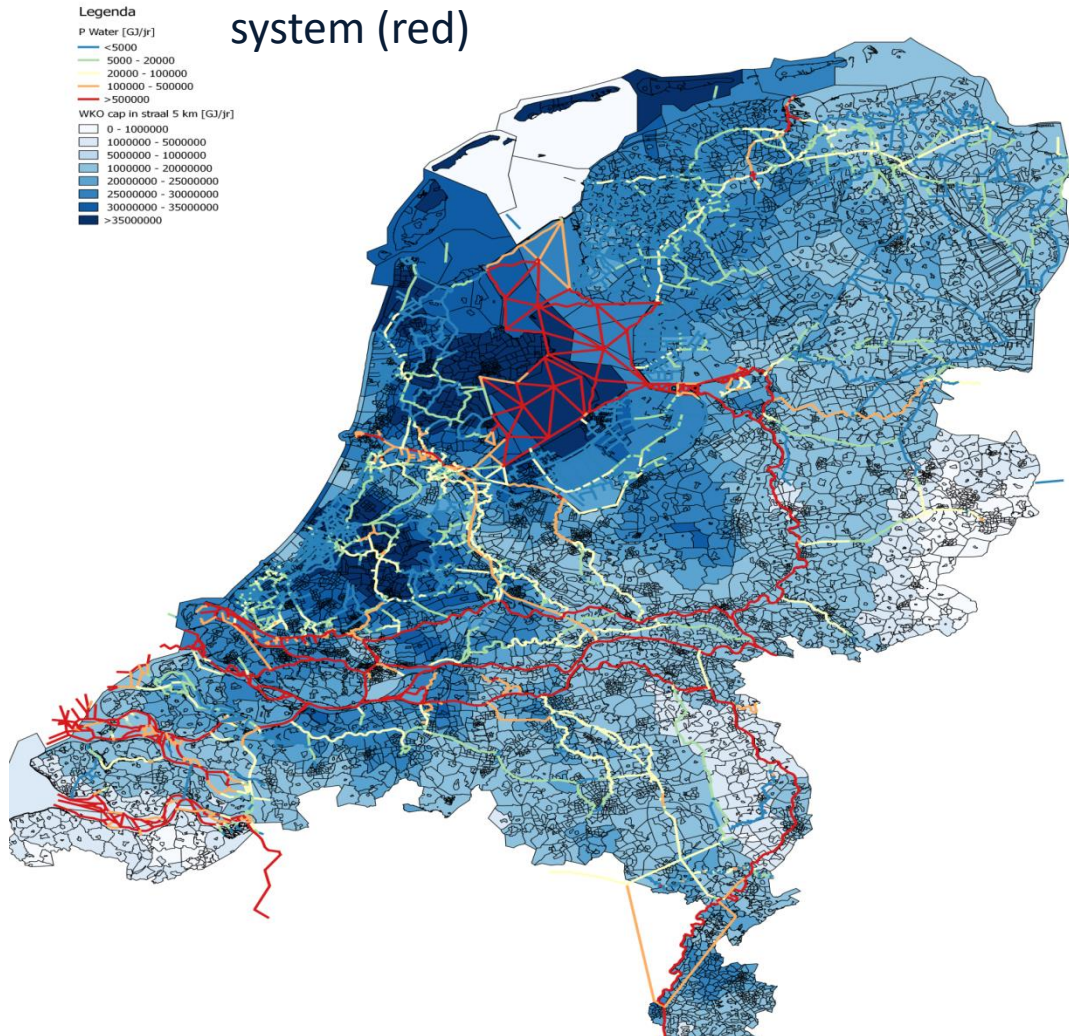 system (red)
Legenda
P Water [GJ/jr]
<5000
5000 - 20000
20000 - 100000
100000 - 500000
>500000
WKO cap in straal 5 km [GJ/jr]
0 - 1000000
1000000 - 5000000
5000000 - 1000000
1000000 - 20000000
20000000 - 25000000
25000000 - 30000000
30000000 - 35000000
>35000000